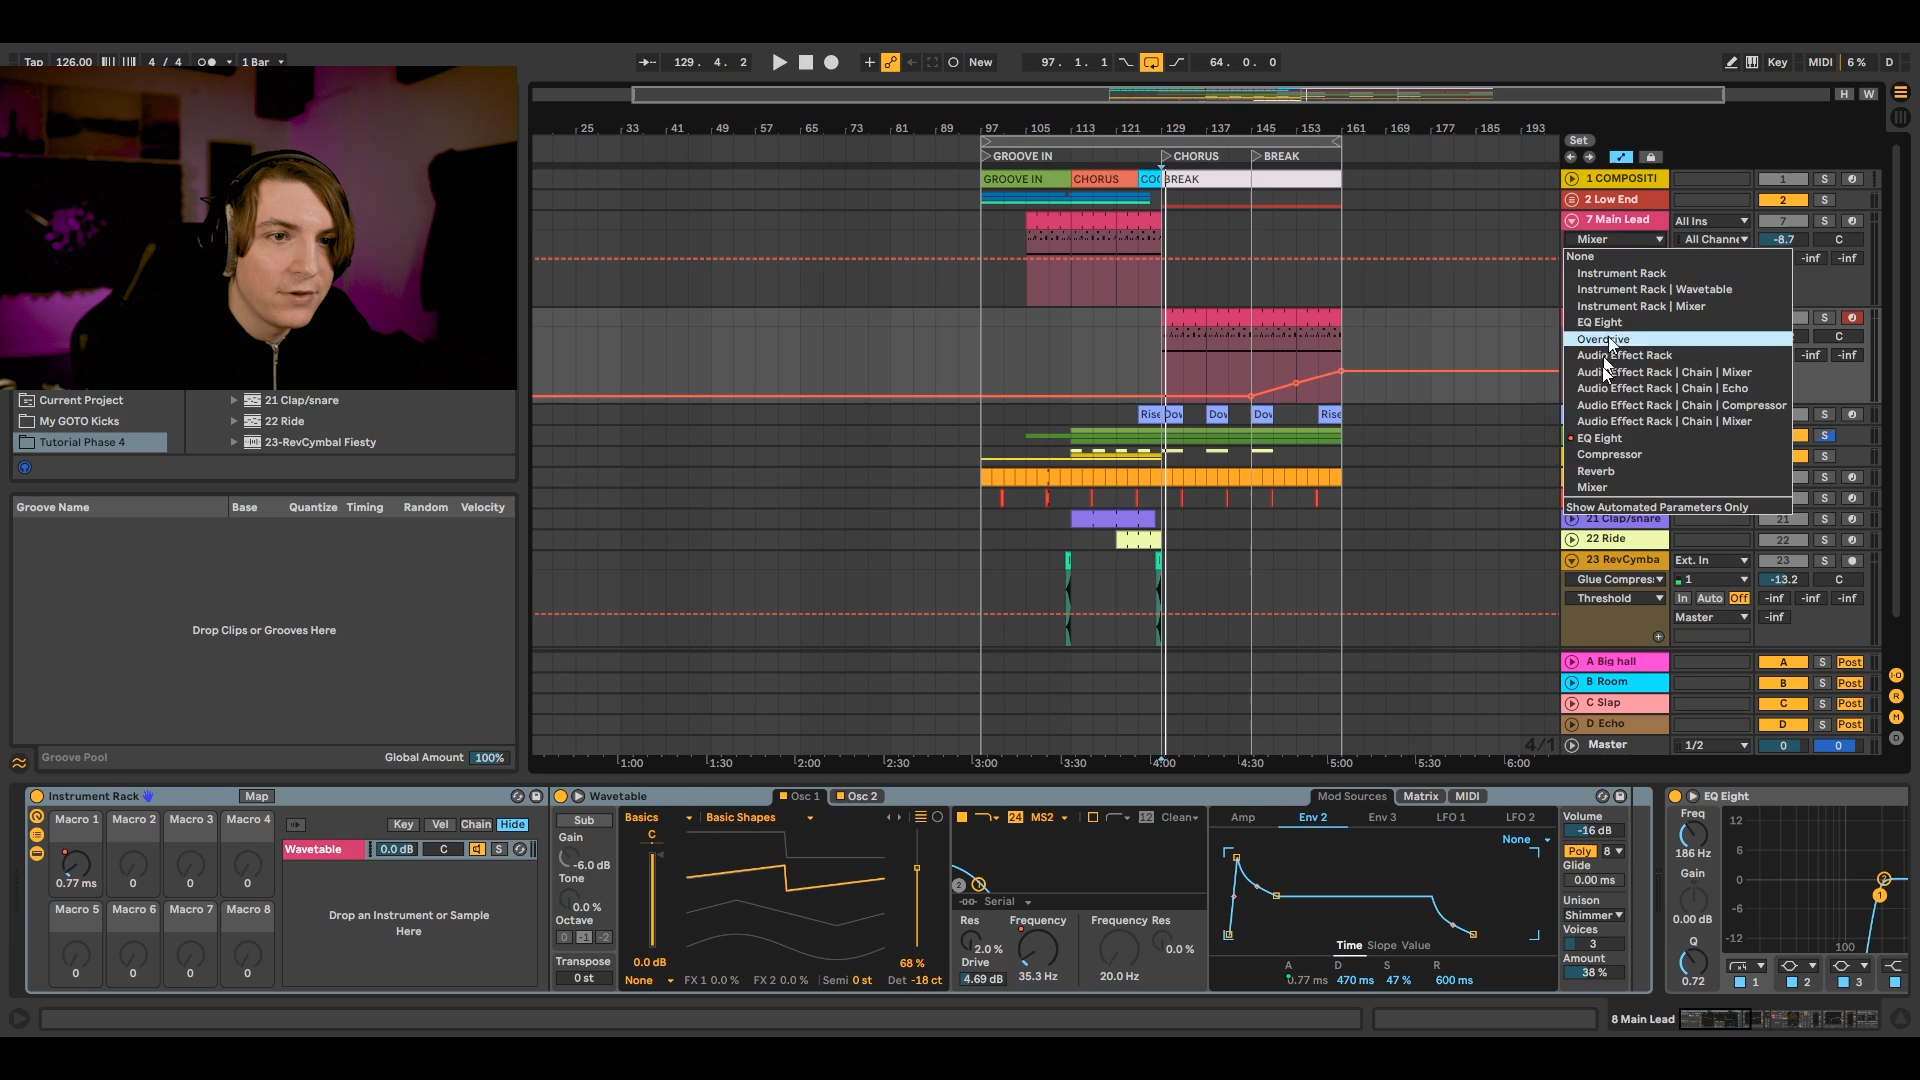 Tap 126.00 4 / 4 1 Bar
129. 4. 2
New
97. 1. 1
64. 0. 0
Key MIDI 6 % D
H W
25 33 41 49 57 65 73 81 89 97 105 113 121 129 137 145 153 161 169 177 185 193
Set
GROOVE IN CHORUS BREAK
GROOVE IN CHORUS BREAK
1 COMPOSITI 1 S
2 Low End 2 S
7 Main Lead All Ins 7 S
Mixer All Channe -8.7 C
-inf -inf
None
Instrument Rack
Instrument Rack | Wavetable
Instrument Rack | Mixer
EQ Eight
Overdrive
Audio Effect Rack
Audio Effect Rack | Chain | Mixer
Audio Effect Rack | Chain | Echo
Audio Effect Rack | Chain | Compressor
Audio Effect Rack | Chain | Mixer
EQ Eight
Compressor
Reverb
Mixer
Show Automated Parameters Only
S
C
-inf -inf
Rise Dov Dov Dov Rise
Current Project
My GOTO Kicks
Tutorial Phase 4
21 Clap/snare
22 Ride
23-RevCymbal Fiesty
21 Clap/snare 21 S
22 Ride 22 S
23 RevCymba Ext. In 23 S
Glue Compres: 1 -13.2 C
Threshold In Auto Off -inf -inf -inf
Master -inf
Groove Name Base Quantize Timing Random Velocity
Drop Clips or Grooves Here
Groove Pool Global Amount 100%
A Big hall A S Post
B Room B S Post
C Slap C S Post
D Echo D S Post
4/1
Master 1/2 0 0
1:00 1:30 2:00 2:30 3:00 3:30 4:00 4:30 5:00 5:30 6:00
Instrument Rack Map
Macro 1 Macro 2 Macro 3 Macro 4
0.77 ms 0 0 0
Macro 5 Macro 6 Macro 7 Macro 8
0 0 0 0
Key Vel Chain Hide
Wavetable 0.0 dB C S
Drop an Instrument or Sample
Here
Wavetable Osc 1 Osc 2
Sub
Gain
-6.0 dB
Tone
0.0 %
Octave
0 -1 -2
Transpose
0 st
Basics Basic Shapes
C
0.0 dB
68 %
None FX 1 0.0 % FX 2 0.0 % Semi 0 st Det -18 ct
24 MS2 12 Clean
2 1
Serial
Res Frequency Frequency Res
2.0 % 0.0 %
Drive
4.69 dB 35.3 Hz 20.0 Hz
Mod Sources Matrix MIDI
Amp Env 2 Env 3 LFO 1 LFO 2
None
Time Slope Value
A D S R
0.77 ms 470 ms 47 % 600 ms
Volume
-16 dB
Poly 8
Glide
0.00 ms
Unison
Shimmer
Voices
3
Amount
38 %
EQ Eight
Freq
186 Hz
Gain
0.00 dB
Q
0.72
12
6
0
-6
-12
100
1 2 3
8 Main Lead